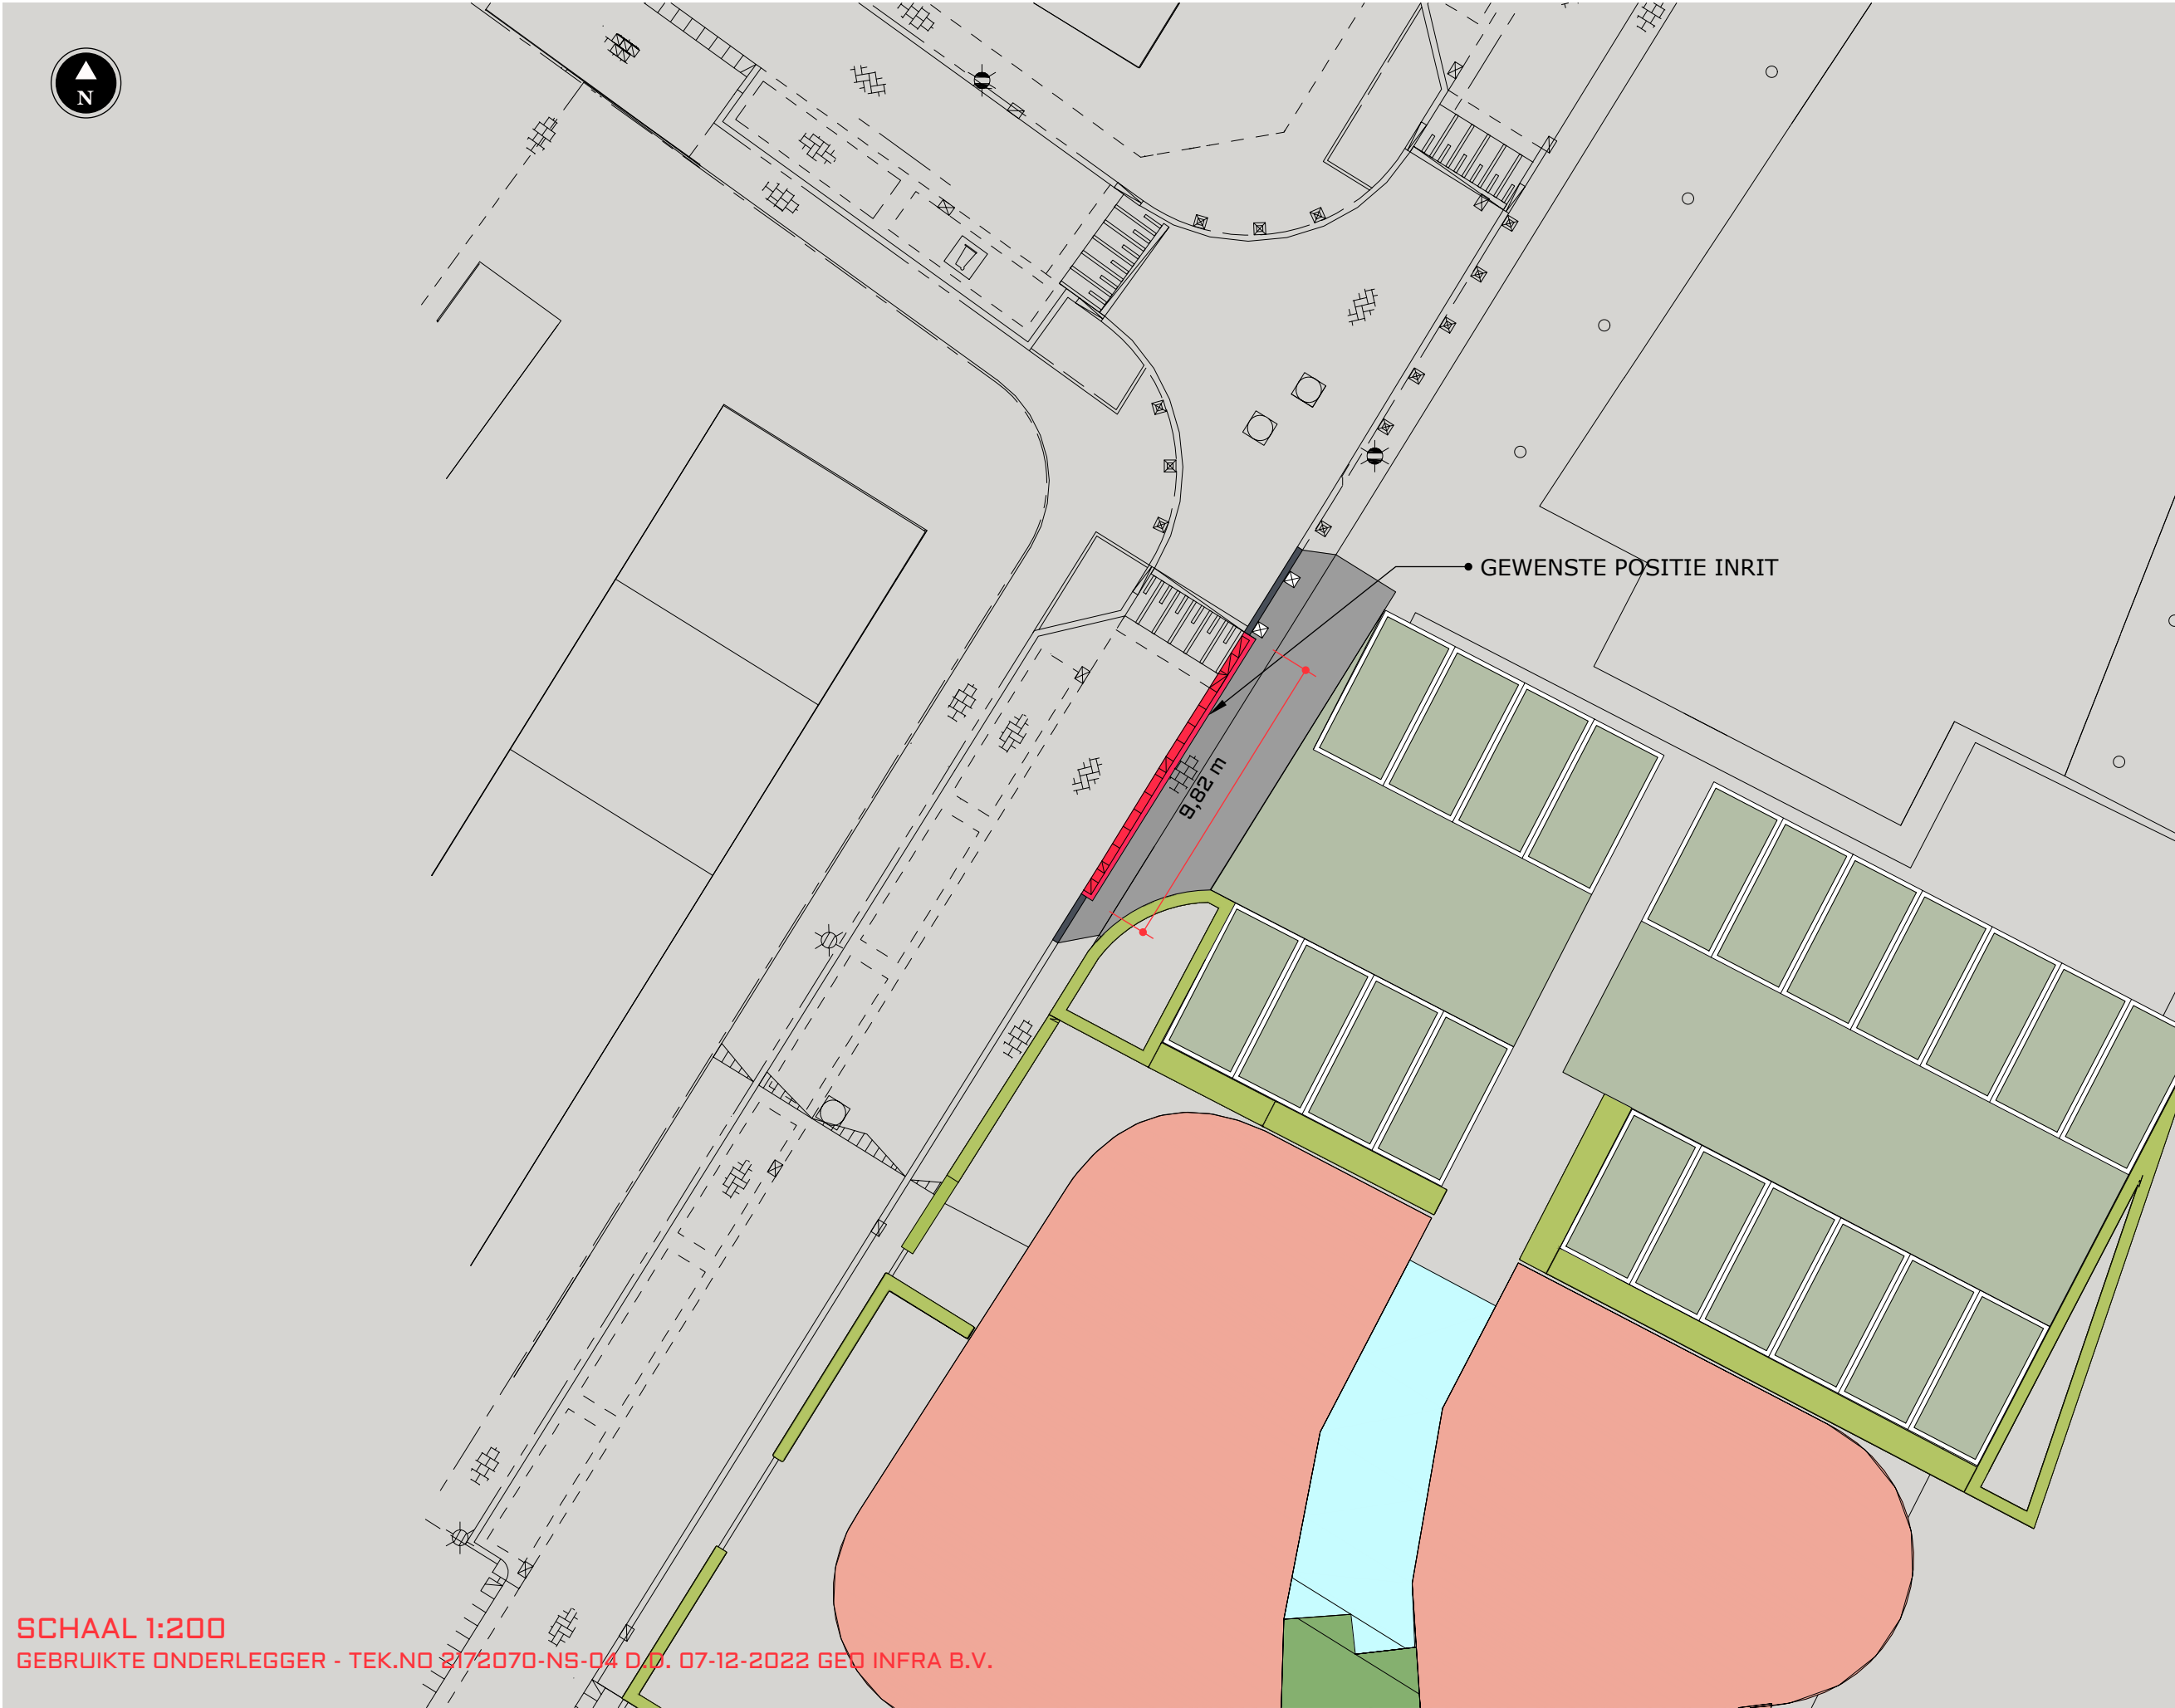 N
GEWENSTE POSITIE INRIT
9,82 m
SCHAAL 1:200
GEBRUIKTE ONDERLEGGER - TEK.NO 2172070-NS-04 D.D. 07-12-2022 GEO INFRA B.V.